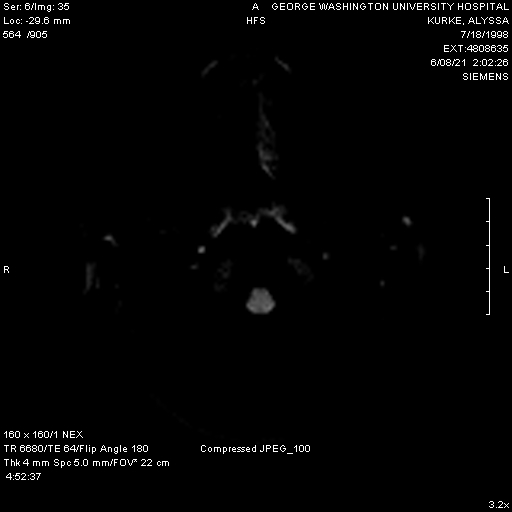 Ser: 6/Img: 35
Loc: -29.6 mm
564 /905
A
HFS
GEORGE WASHINGTON UNIVERSITY HOSPITAL
KURKE, ALYSSA
7/18/1998
EXT:4808635
6/08/21 2:02:26
SIEMENS
R
L
160 x 160/1 NEX
TR 6680/TE 64/Flip Angle 180
Thk 4 mm Spc 5.0 mm/FOV* 22 cm
4:52:37
Compressed JPEG_100
3.2x